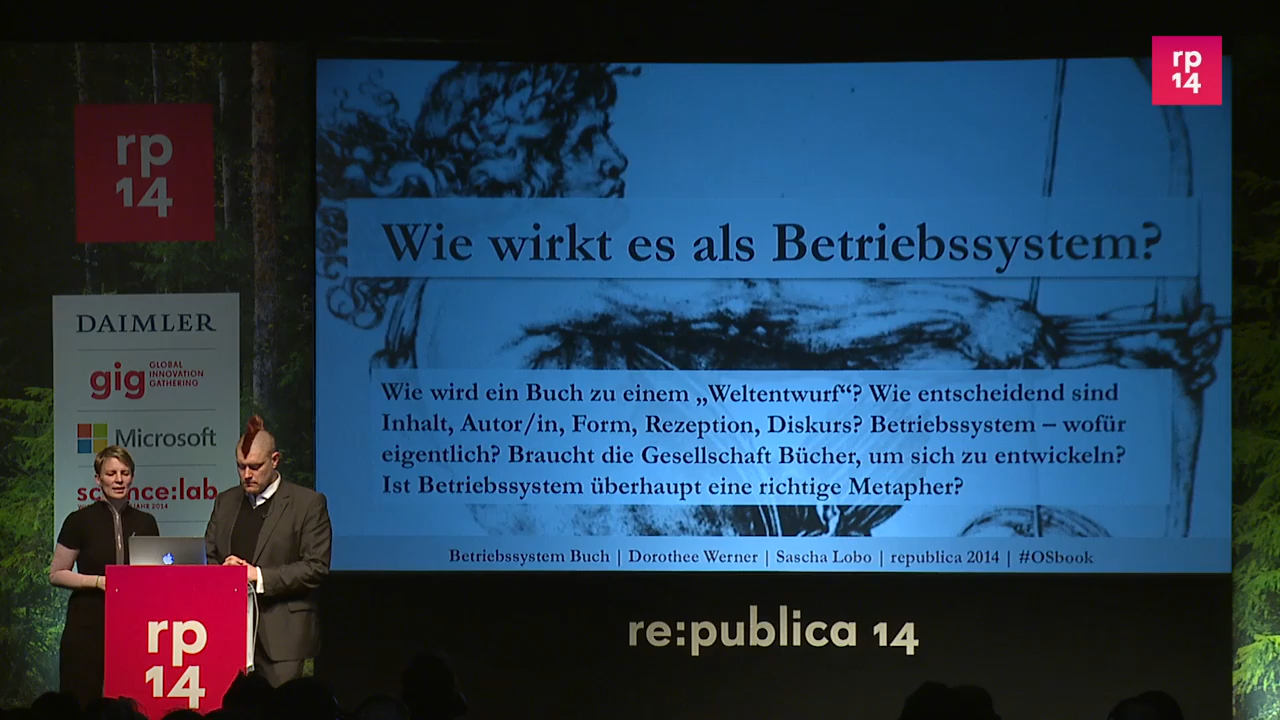 rp
14
rp
14
DAIMLER
gig GLOBAL
INNOVATION
GATHERING
Microsoft
science:lab
JAHR 2014
rp
14
Wie wirkt es als Betriebssystem?
Wie wird ein Buch zu einem „Weltentwurf“? Wie entscheidend sind
Inhalt, Autor/in, Form, Rezeption, Diskurs? Betriebssystem – wofür
eigentlich? Braucht die Gesellschaft Bücher, um sich zu entwickeln?
Ist Betriebssystem überhaupt eine richtige Metapher?
Betriebssystem Buch | Dorothee Werner | Sascha Lobo | republica 2014 | #OSbook
re:publica 14